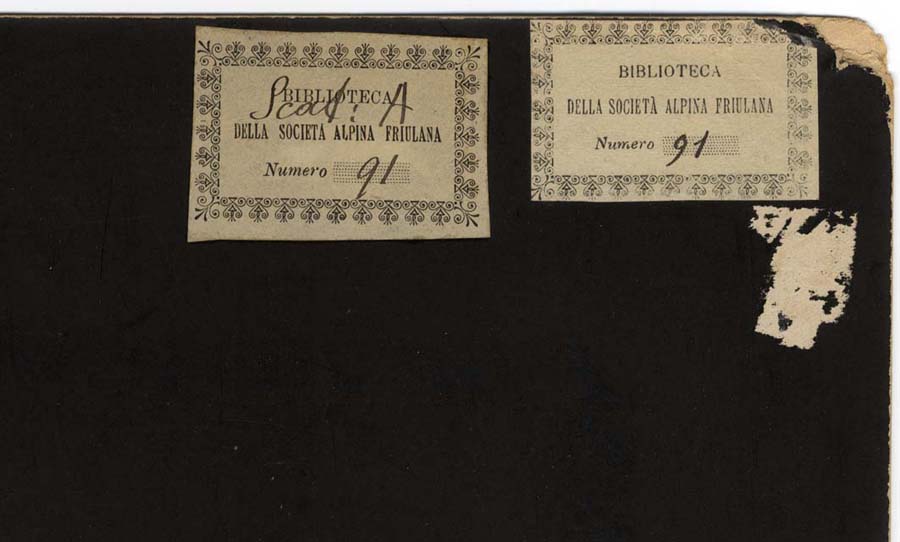 Scaf. A
BIBLIOTECA
DELLA SOCIETÀ ALPINA FRIULANA
Numero 91
BIBLIOTECA
DELLA SOCIETÀ ALPINA FRIULANA
Numero 91